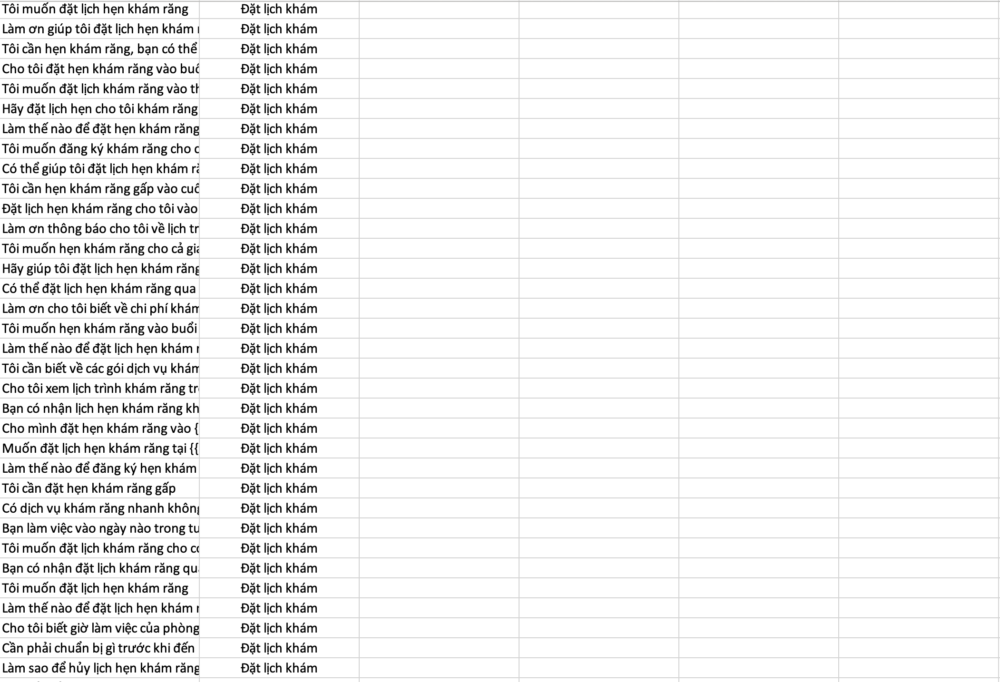 Tôi muốn đặt lịch hẹn khám răng Đặt lịch khám
Làm ơn giúp tôi đặt lịch hẹn khám Đặt lịch khám
Tôi cần hẹn khám răng, bạn có thể Đặt lịch khám
Cho tôi đặt hẹn khám răng vào Đặt lịch khám
Tôi muốn đặt lịch khám răng vào Đặt lịch khám
Hãy đặt lịch hẹn cho tôi khám răng Đặt lịch khám
Làm thế nào để đặt hẹn khám răng Đặt lịch khám
Tôi muốn đăng ký khám răng cho Đặt lịch khám
Có thể giúp tôi đặt lịch hẹn khám Đặt lịch khám
Tôi cần hẹn khám răng gấp vào Đặt lịch khám
Đặt lịch hẹn khám răng cho tôi vào Đặt lịch khám
Làm ơn thông báo cho tôi về lịch Đặt lịch khám
Tôi muốn hẹn khám răng cho cả Đặt lịch khám
Hãy giúp tôi đặt lịch hẹn khám răng Đặt lịch khám
Có thể đặt lịch hẹn khám răng qua Đặt lịch khám
Làm ơn cho tôi biết về chi phí khám Đặt lịch khám
Tôi muốn hẹn khám răng vào buổi Đặt lịch khám
Làm thế nào để đặt lịch hẹn khám Đặt lịch khám
Tôi cần biết về các gói dịch vụ khám Đặt lịch khám
Cho tôi xem lịch trình khám răng Đặt lịch khám
Bạn có nhận lịch hẹn khám răng Đặt lịch khám
Cho mình đặt hẹn khám răng vào { Đặt lịch khám
Muốn đặt lịch hẹn khám răng tại {{ Đặt lịch khám
Làm thế nào để đăng ký hẹn khám Đặt lịch khám
Tôi cần đặt hẹn khám răng gấp Đặt lịch khám
Có dịch vụ khám răng nhanh không Đặt lịch khám
Bạn làm việc vào ngày nào trong Đặt lịch khám
Tôi muốn đặt lịch khám răng cho Đặt lịch khám
Bạn có nhận đặt lịch khám răng Đặt lịch khám
Tôi muốn đặt lịch hẹn khám răng Đặt lịch khám
Làm thế nào để đặt lịch hẹn khám Đặt lịch khám
Cho tôi biết giờ làm việc của phòng Đặt lịch khám
Cần phải chuẩn bị gì trước khi đến Đặt lịch khám
Làm sao để hủy lịch hẹn khám răng Đặt lịch khám